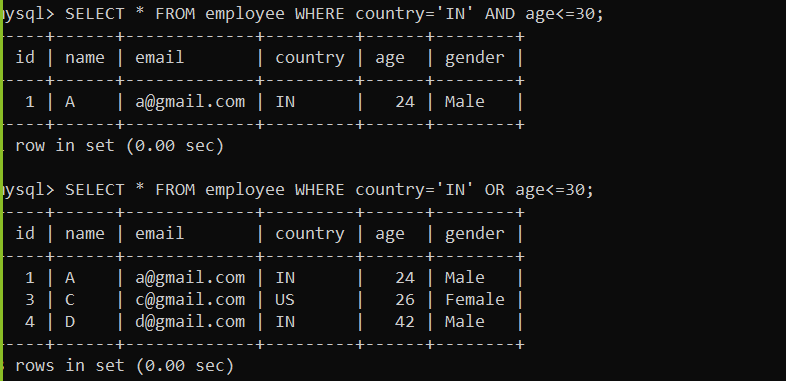 mysql> SELECT * FROM employee WHERE country='IN' AND age<=30;
-----+------+-------------+---------+------+--------+
id | name | email       | country | age  | gender |
-----+------+-------------+---------+------+--------+
1 | A    | a@gmail.com | IN      |   24 | Male   |
-----+------+-------------+---------+------+--------+
row in set (0.00 sec)
mysql> SELECT * FROM employee WHERE country='IN' OR age<=30;
-----+------+-------------+---------+------+--------+
id | name | email       | country | age  | gender |
-----+------+-------------+---------+------+--------+
1 | A    | a@gmail.com | IN      |   24 | Male   |
3 | C    | c@gmail.com | US      |   26 | Female |
4 | D    | d@gmail.com | IN      |   42 | Male   |
-----+------+-------------+---------+------+--------+
rows in set (0.00 sec)